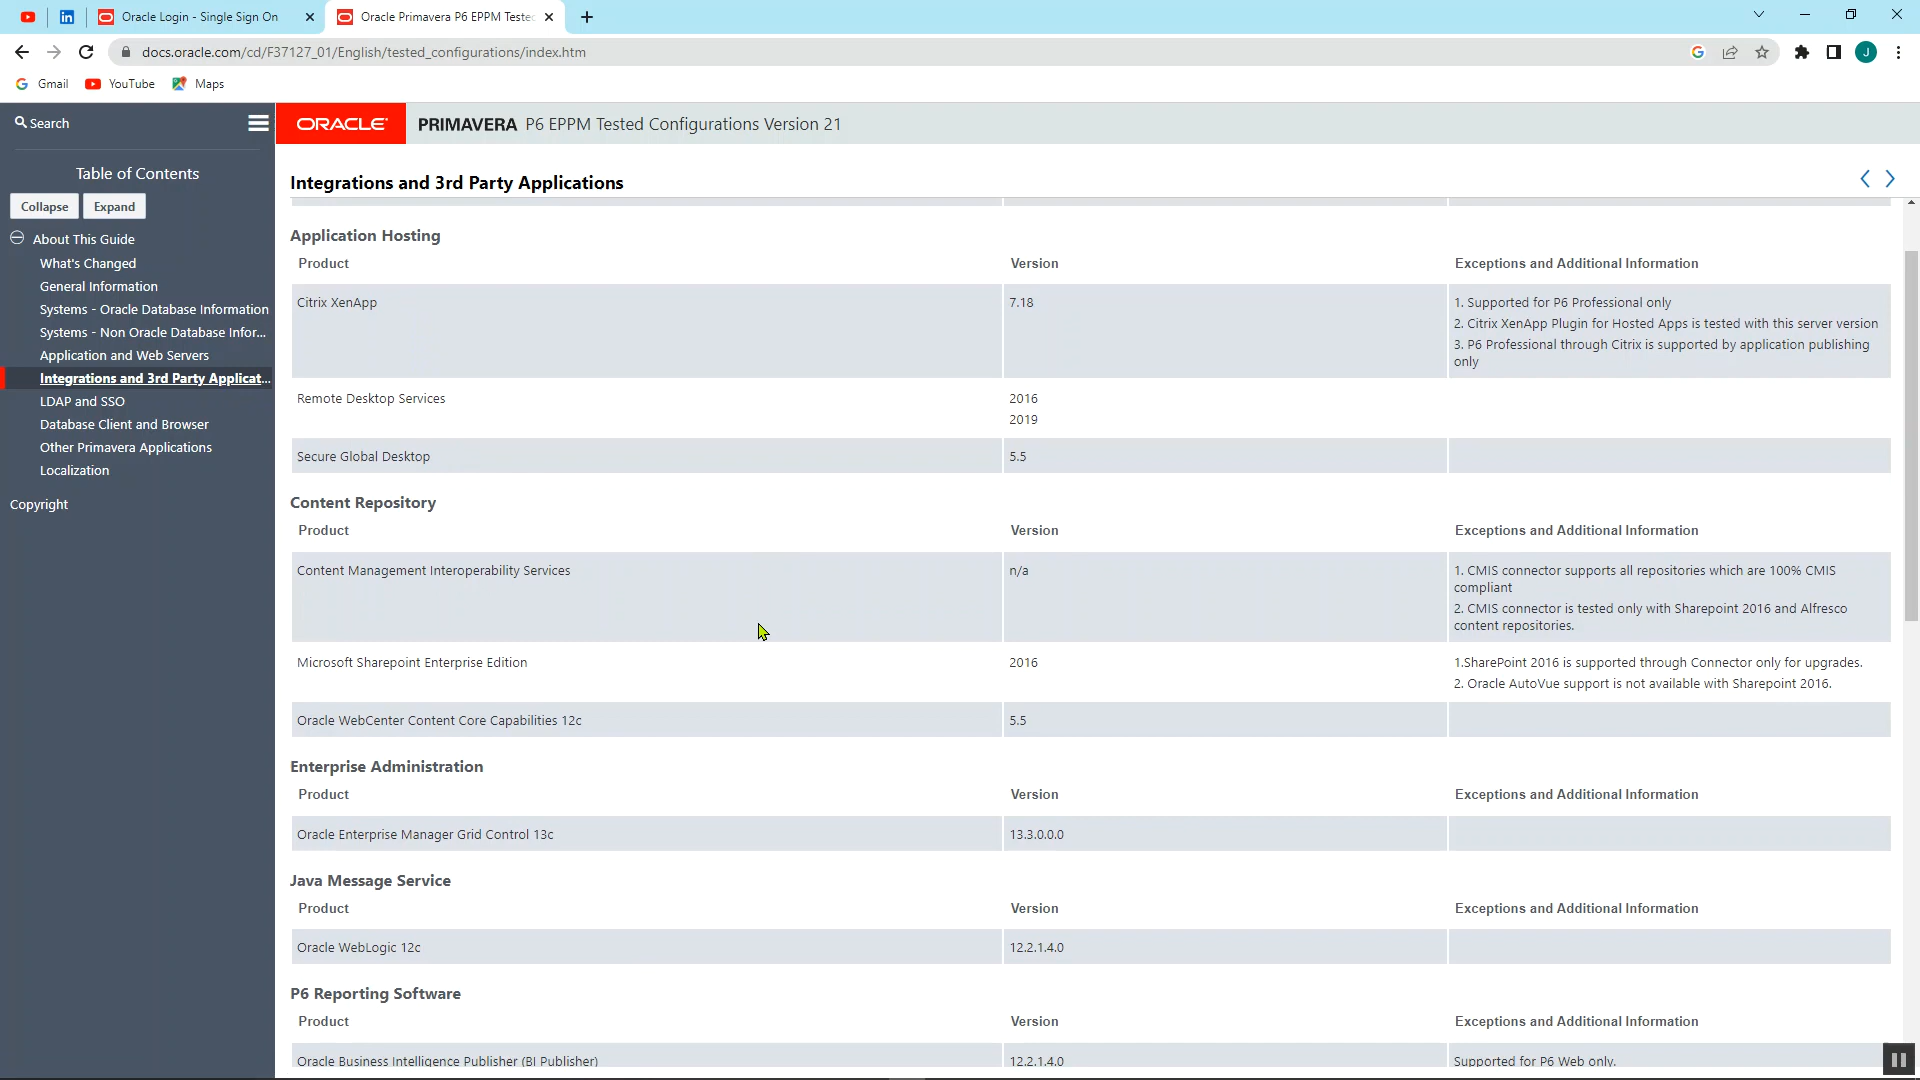 Oracle Login - Single Sign On
Oracle Primavera P6 EPPM Teste
docs.oracle.com/cd/F37127_01/English/tested_configurations/index.htm
J
Gmail
YouTube
Maps
Search
ORACLE
PRIMAVERA P6 EPPM Tested Configurations Version 21
Table of Contents
Collapse
Expand
About This Guide
What's Changed
General Information
Systems - Oracle Database Information
Systems - Non Oracle Database Infor...
Application and Web Servers
Integrations and 3rd Party Applicat...
LDAP and SSO
Database Client and Browser
Other Primavera Applications
Localization
Copyright
Integrations and 3rd Party Applications
Application Hosting
Product Version Exceptions and Additional Information
Citrix XenApp 7.18 1. Supported for P6 Professional only
2. Citrix XenApp Plugin for Hosted Apps is tested with this server version
3. P6 Professional through Citrix is supported by application publishing
only
Remote Desktop Services 2016
2019
Secure Global Desktop 5.5
Content Repository
Product Version Exceptions and Additional Information
Content Management Interoperability Services n/a 1. CMIS connector supports all repositories which are 100% CMIS
compliant
2. CMIS connector is tested only with Sharepoint 2016 and Alfresco
content repositories.
Microsoft Sharepoint Enterprise Edition 2016 1.SharePoint 2016 is supported through Connector only for upgrades.
2. Oracle AutoVue support is not available with Sharepoint 2016.
Oracle WebCenter Content Core Capabilities 12c 5.5
Enterprise Administration
Product Version Exceptions and Additional Information
Oracle Enterprise Manager Grid Control 13c 13.3.0.0.0
Java Message Service
Product Version Exceptions and Additional Information
Oracle WebLogic 12c 12.2.1.4.0
P6 Reporting Software
Product Version Exceptions and Additional Information
Oracle Business Intelligence Publisher (BI Publisher) 12.2.1.4.0 Supported for P6 Web only.